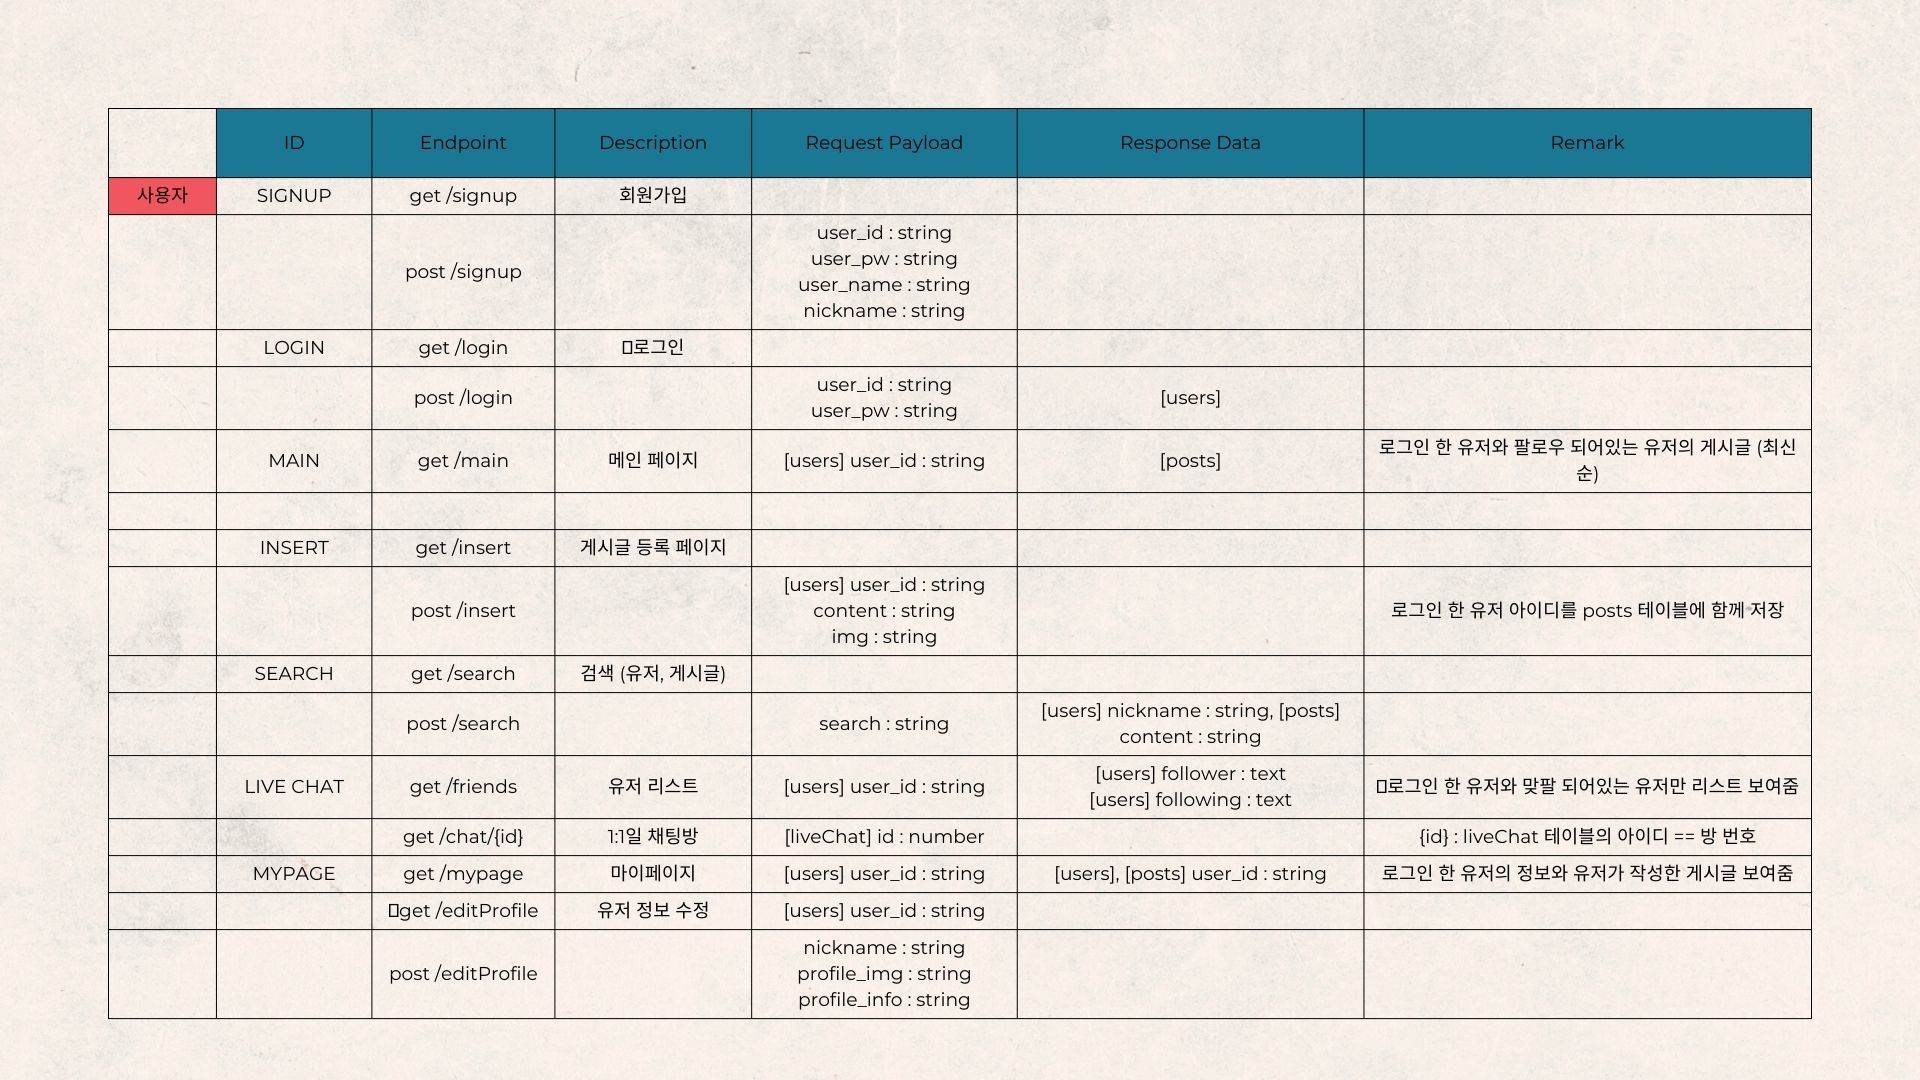 ID Endpoint Description Request Payload Response Data Remark
사용자 SIGNUP get /signup 회원가입
post /signup
user_id : string
user_pw : string
user_name : string
nickname : string
LOGIN get /login 로그인
post /login
user_id : string
user_pw : string
[users]
MAIN get /main 메인 페이지 [users] user_id : string [posts]
로그인 한 유저와 팔로우 되어있는 유저의 게시글 (최신
순)
INSERT get /insert 게시글 등록 페이지
post /insert
[users] user_id : string
content : string
img : string
로그인 한 유저 아이디를 posts 테이블에 함께 저장
SEARCH get /search 검색 (유저, 게시글)
post /search search : string
[users] nickname : string, [posts]
content : string
LIVE CHAT get /friends 유저 리스트 [users] user_id : string
[users] follower : text
[users] following : text
로그인 한 유저와 맞팔 되어있는 유저만 리스트 보여줌
get /chat/{id} 1:1일 채팅방 [liveChat] id : number {id} : liveChat 테이블의 아이디 == 방 번호
MYPAGE get /mypage 마이페이지 [users] user_id : string [users], [posts] user_id : string 로그인 한 유저의 정보와 유저가 작성한 게시글 보여줌
get /editProfile 유저 정보 수정 [users] user_id : string
post /editProfile
nickname : string
profile_img : string
profile_info : string